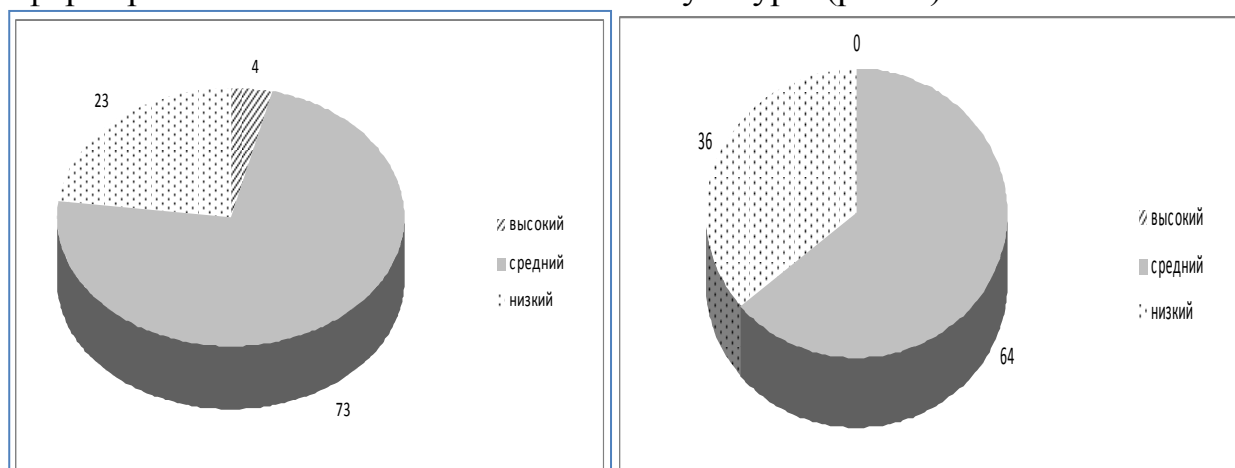 4
23
высокий
средний
низкий
73
0
36
высокий
средний
низкий
64